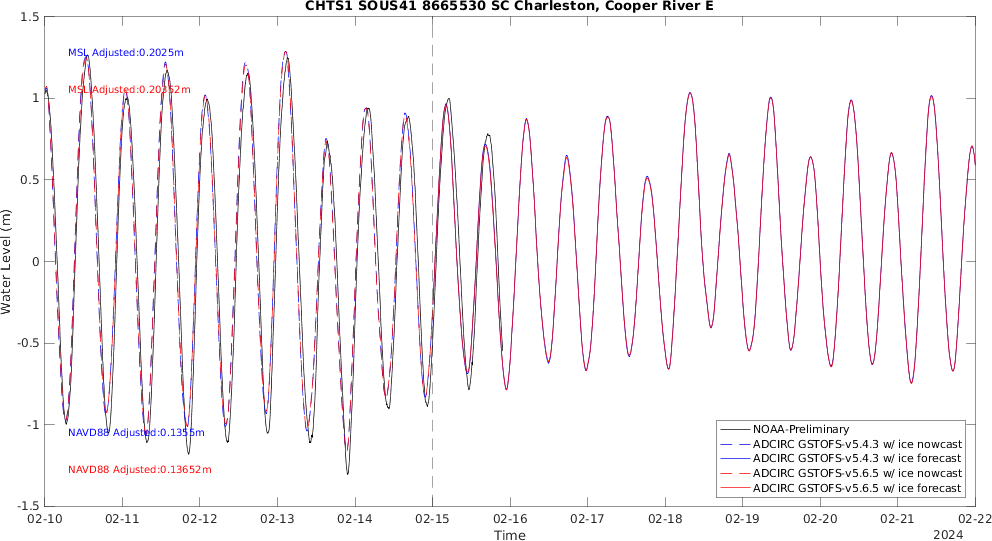 CHTS1 SOUS41 8665530 SC Charleston, Cooper River E
1.5
1
0.5
0
-0.5
-1
-1.5
Water Level (m)
MSL Adjusted:0.2025m
MSL Adjusted:0.20352m
NAVD88 Adjusted:0.1355m
NAVD88 Adjusted:0.13652m
NOAA-Preliminary
ADCIRC GSTOFS-v5.4.3 w/ ice nowcast
ADCIRC GSTOFS-v5.4.3 w/ ice forecast
ADCIRC GSTOFS-v5.6.5 w/ ice nowcast
ADCIRC GSTOFS-v5.6.5 w/ ice forecast
02-10 02-11 02-12 02-13 02-14 02-15 02-16 02-17 02-18 02-19 02-20 02-21 02-22
Time
2024